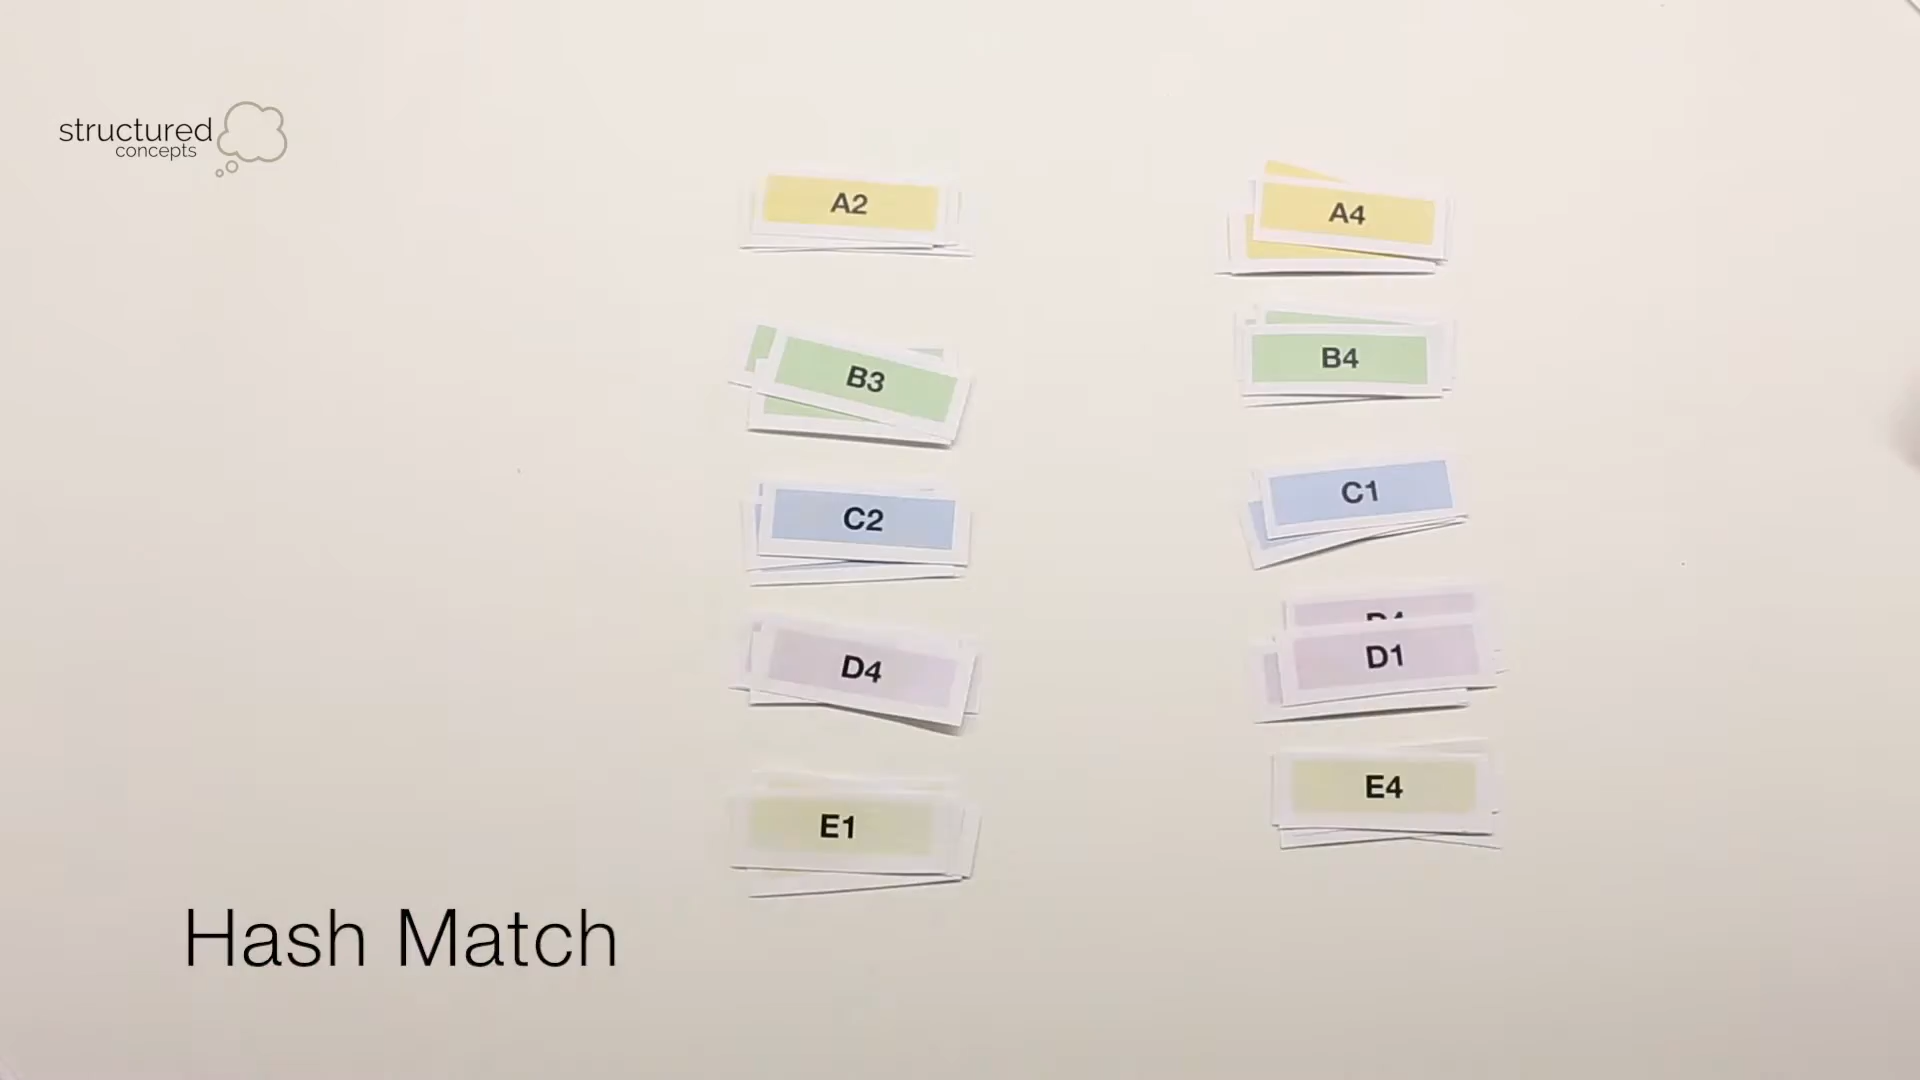 structured
concepts
A2
A4
B3
B4
C2
C1
D4
D1
E1
E4
Hash Match